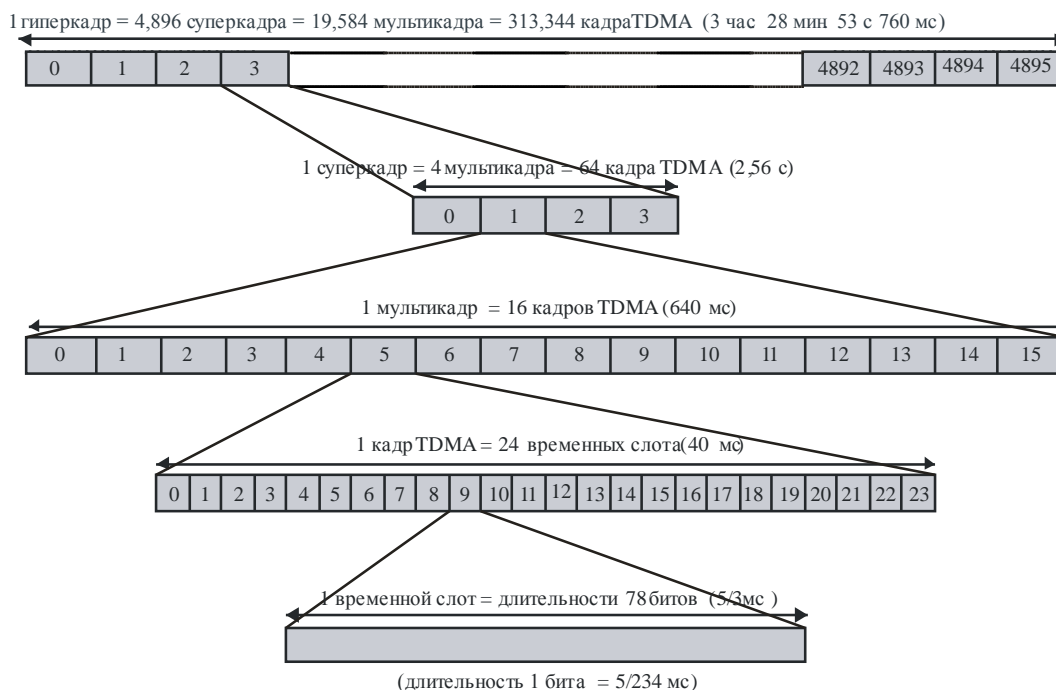 1 гиперкадр = 4,896 суперкадра = 19,584 мультикадра = 313,344 кадраTDMA (3 час 28 мин 53 с 760 мс)
0 1 2 3 4892 4893 4894 4895
1 суперкадр = 4 мультикадра = 64 кадра TDMA (2,56 с)
0 1 2 3
1 мультикадр = 16 кадров TDMA (640 мс)
0 1 2 3 4 5 6 7 8 9 10 11 12 13 14 15
1 кадр TDMA = 24 временных слота(40 мс)
0 1 2 3 4 5 6 7 8 9 10 11 12 13 14 15 16 17 18 19 20 21 22 23
1 временной слот = длительности 78битов (5/3мс )
(длительность 1 бита = 5/234 мс)